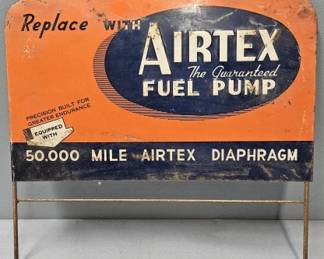 Replace WITH
AIRTEX
The Guaranteed
FUEL PUMP
PRECISION BUILT FOR
GREATER ENDURANCE
EQUIPPED
WITH
50.000 MILE AIRTEX DIAPHRAGM